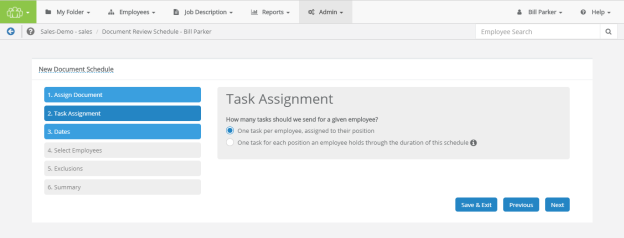 My Folder Employees Job Description Reports Admin Bill Parker Help
Sales-Demo - sales / Document Review Schedule - Bill Parker Employee Search
New Document Schedule
1. Assign Document
2. Task Assignment
3. Dates
4. Select Employees
5. Exclusions
6. Summary
Task Assignment
How many tasks should we send for a given employee?
One task per employee, assigned to their position
One task for each position an employee holds through the duration of this schedule
Save & Exit Previous Next